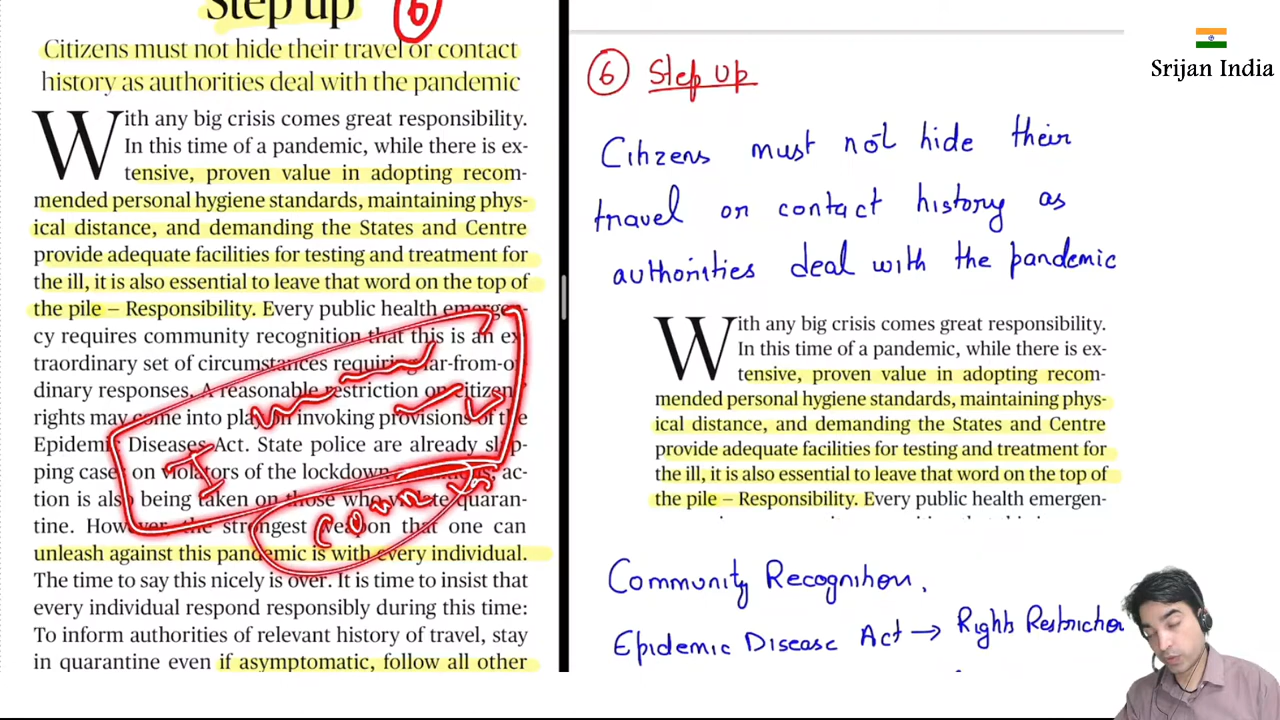 Step up 6
Citizens must not hide their travel or contact
history as authorities deal with the pandemic
With any big crisis comes great responsibility.
In this time of a pandemic, while there is ex-
tensive, proven value in adopting recom-
mended personal hygiene standards, maintaining phys-
ical distance, and demanding the States and Centre
provide adequate facilities for testing and treatment for
the ill, it is also essential to leave that word on the top of
the pile – Responsibility. Every public health emergen-
cy requires community recognition that this is an ex-
traordinary set of circumstances requiring far-from-or-
dinary responses. A reasonable restriction on citizens'
rights may come into play on invoking provisions of the
Epidemic Diseases Act. State police are already slap-
ping cases on violators of the lockdown ac-
tion is also being taken on those who violate quaran-
tine. However, the strongest weapon that one can
unleash against this pandemic is with every individual.
The time to say this nicely is over. It is time to insist that
every individual respond responsibly during this time:
To inform authorities of relevant history of travel, stay
in quarantine even if asymptomatic, follow all other
I
6 Step up
Citizens must not hide their
travel or contact history as
authorities deal with the pandemic
With any big crisis comes great responsibility.
In this time of a pandemic, while there is ex-
tensive, proven value in adopting recom-
mended personal hygiene standards, maintaining phys-
ical distance, and demanding the States and Centre
provide adequate facilities for testing and treatment for
the ill, it is also essential to leave that word on the top of
the pile – Responsibility. Every public health emergen-
Community Recognition.
Epidemic Disease Act → Rights Restriction
Srijan India